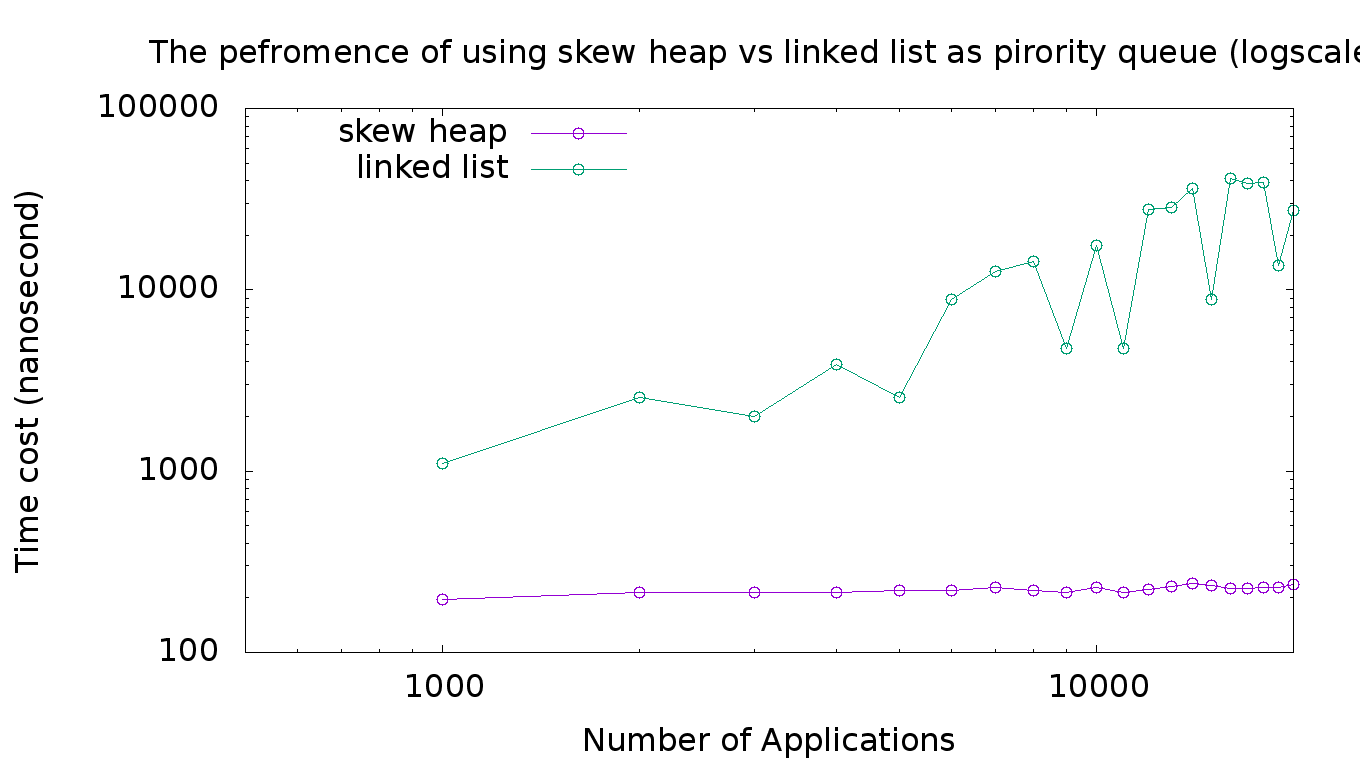 The pefromence of using skew heap vs linked list as pirority queue (logscale
100000
10000
1000
100
skew heap
linked list
Time cost (nanosecond)
1000
10000
Number of Applications